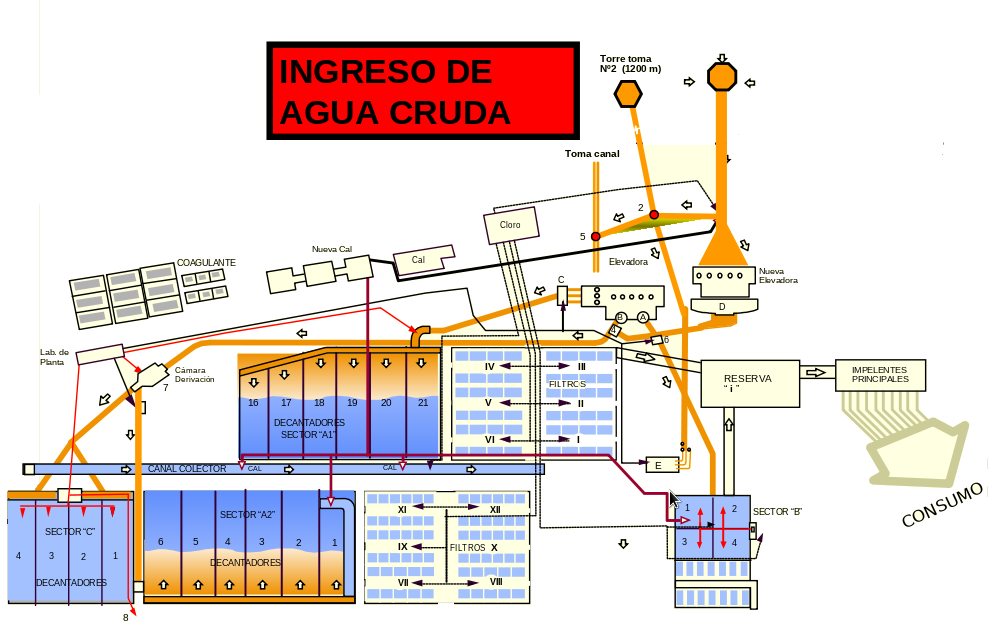 INGRESO DE
AGUA CRUDA
Torre toma
Nº2 (1200 m)
Toma canal
2
5
Cloro
Elevadora
Nueva
Elevadora
D
Nueva Cal
Cal
COAGULANTE
C
B
A
4
6
Lab. de
Planta
Cámara
Derivación
7
16
17
18
19
20
21
DECANTADORES
SECTOR “A1”
IV
III
FILTROS
V
II
VI
I
RESERVA
“ i ”
IMPELENTES
PRINCIPALES
E
CANAL COLECTOR
CAL
CAL
CONSUMO
SECTOR “C”
4
3
2
1
DECANTADORES
8
SECTOR “A2”
6
5
4
3
2
1
DECANTADORES
XI
XII
IX
FILTROS
X
VII
VIII
1
2
3
4
SECTOR “B”